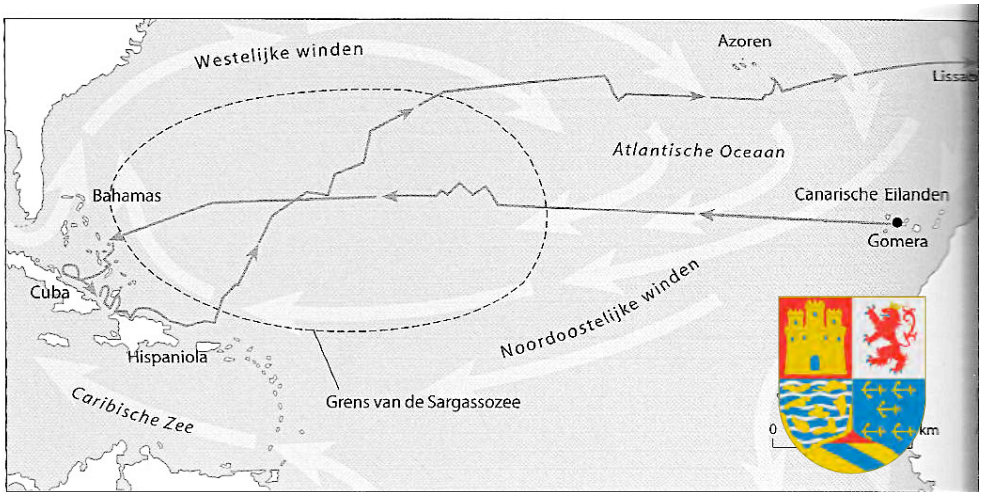 Westelijke winden
Azoren
Atlantische Oceaan
Bahamas
Canarische Eilanden
Gomera
Cuba
Hispaniola
Noordoostelijke winden
Grens van de Sargassozee
Caribische Zee
0
km